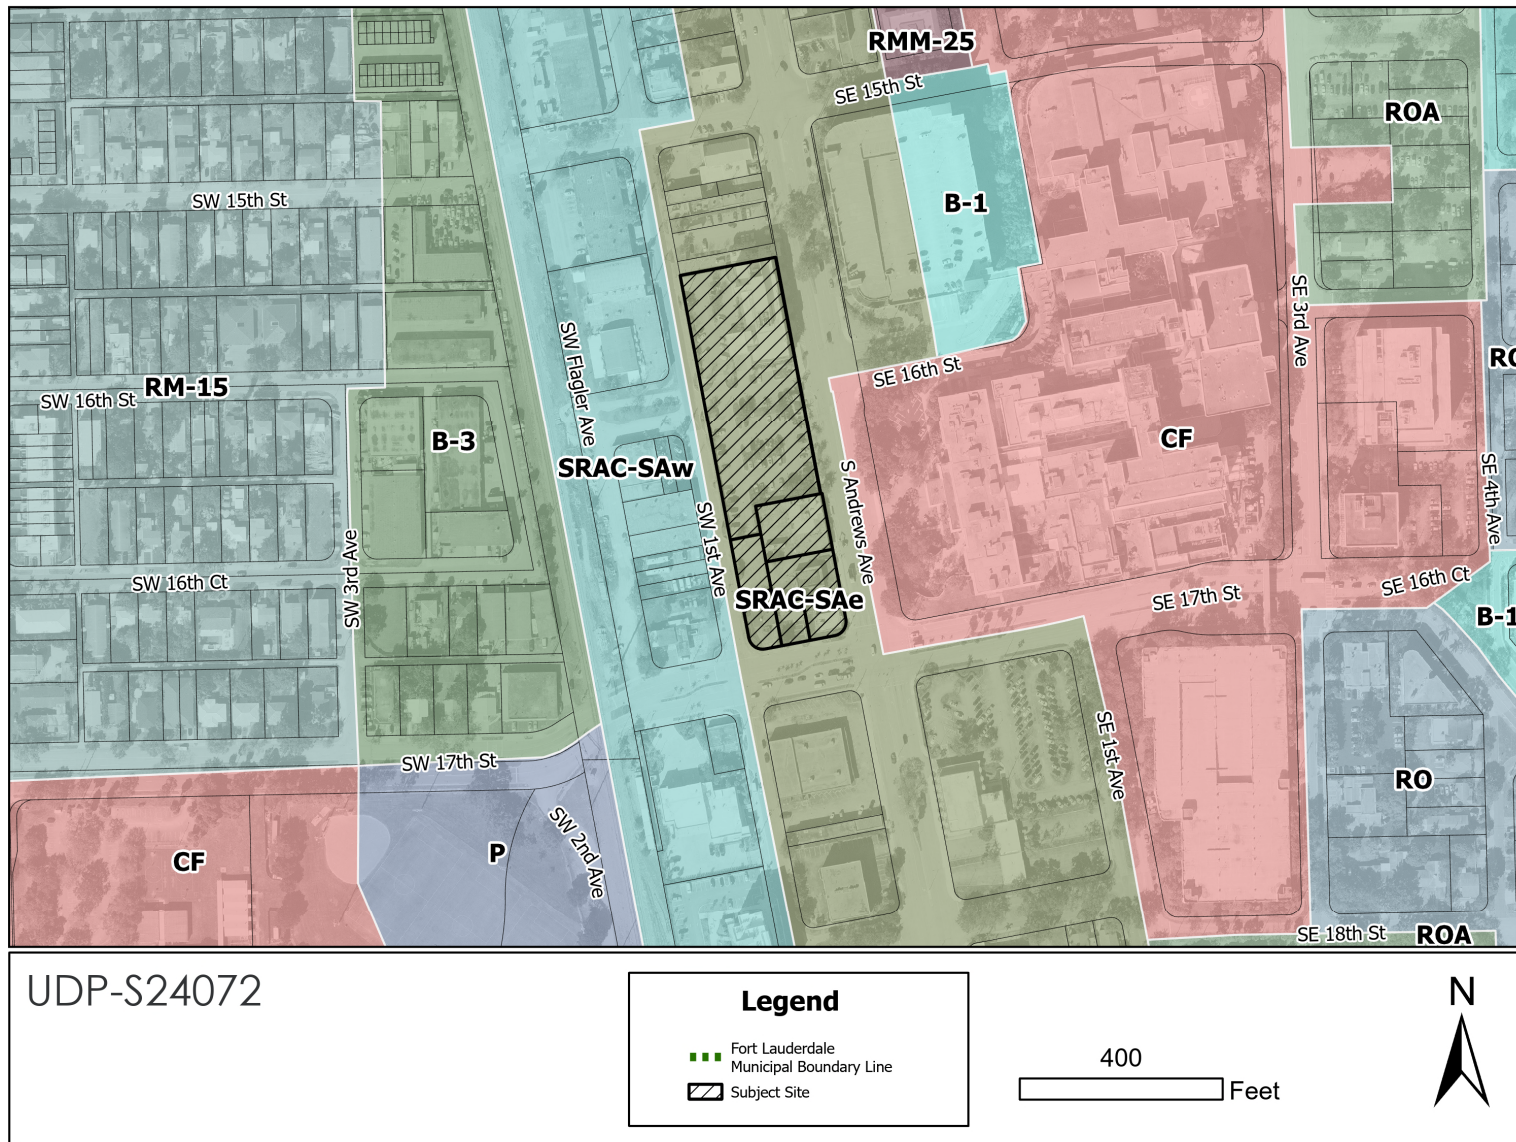 RMM-25
SE 15th St
ROA
SW 15th St
B-1
SE 3rd Ave
SW Flagler Ave
RO
SE 16th St
RM-15
SW 16th St
B-3
CF
SRAC-SAw
S Andrews Ave
SE 4th Ave
SW 1st Ave
SW 3rd Ave
SW 16th Ct
SE 16th Ct
SRAC-SAe
SE 17th St
B-1
SE 1st Ave
SW 17th St
RO
SW 2nd Ave
P
CF
SE 18th St
ROA
UDP-S24072
Legend
Fort Lauderdale
Municipal Boundary Line
Subject Site
400
Feet
N